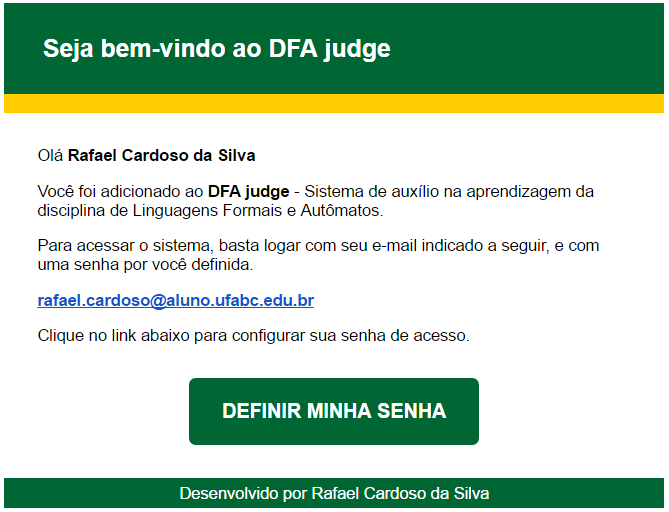 Seja bem-vindo ao DFA judge
Olá Rafael Cardoso da Silva
Você foi adicionado ao DFA judge - Sistema de auxílio na aprendizagem da
disciplina de Linguagens Formais e Autômatos.
Para acessar o sistema, basta logar com seu e-mail indicado a seguir, e com
uma senha por você definida.
rafael.cardoso@aluno.ufabc.edu.br
Clique no link abaixo para configurar sua senha de acesso.
DEFINIR MINHA SENHA
Desenvolvido por Rafael Cardoso da Silva